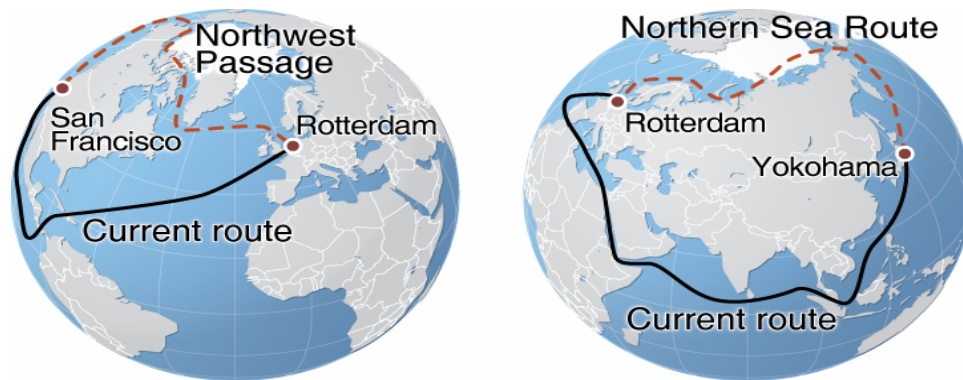 Northwest
Passage
San
Francisco
Rotterdam
Current route
Northern Sea Route
Rotterdam
Yokohama
Current route